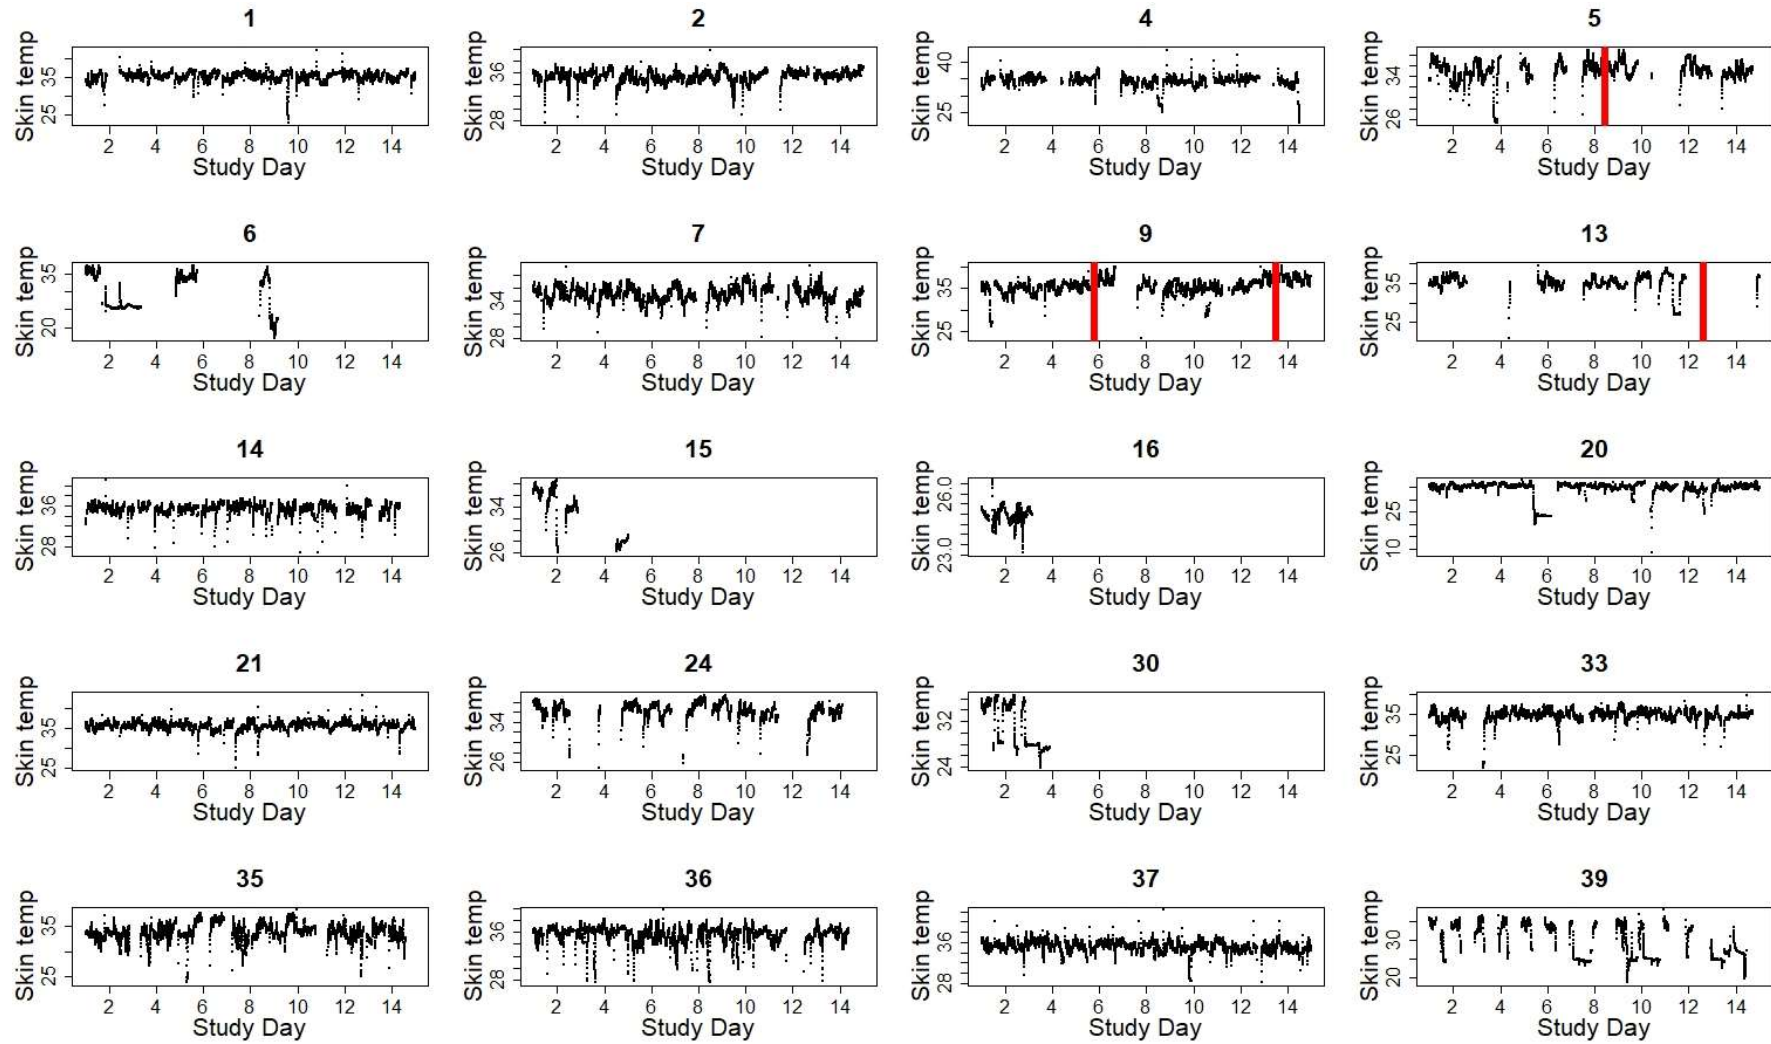 1
Skin temp
25 35
2 4 6 8 10 12 14
Study Day
2
Skin temp
28 36
2 4 6 8 10 12 14
Study Day
4
Skin temp
25 40
2 4 6 8 10 12 14
Study Day
5
Skin temp
26 34
2 4 6 8 10 12 14
Study Day
6
Skin temp
20 35
2 4 6 8 10 12 14
Study Day
7
Skin temp
28 34
2 4 6 8 10 12 14
Study Day
9
Skin temp
25 35
2 4 6 8 10 12 14
Study Day
13
Skin temp
25 35
2 4 6 8 10 12 14
Study Day
14
Skin temp
28 36
2 4 6 8 10 12 14
Study Day
15
Skin temp
26 34
2 4 6 8 10 12 14
Study Day
16
Skin temp
23.0 26.0
2 4 6 8 10 12 14
Study Day
20
Skin temp
10 25
2 4 6 8 10 12 14
Study Day
21
Skin temp
25 35
2 4 6 8 10 12 14
Study Day
24
Skin temp
26 34
2 4 6 8 10 12 14
Study Day
30
Skin temp
24 32
2 4 6 8 10 12 14
Study Day
33
Skin temp
25 35
2 4 6 8 10 12 14
Study Day
35
Skin temp
25 35
2 4 6 8 10 12 14
Study Day
36
Skin temp
28 36
2 4 6 8 10 12 14
Study Day
37
Skin temp
28 36
2 4 6 8 10 12 14
Study Day
39
Skin temp
20 30
2 4 6 8 10 12 14
Study Day